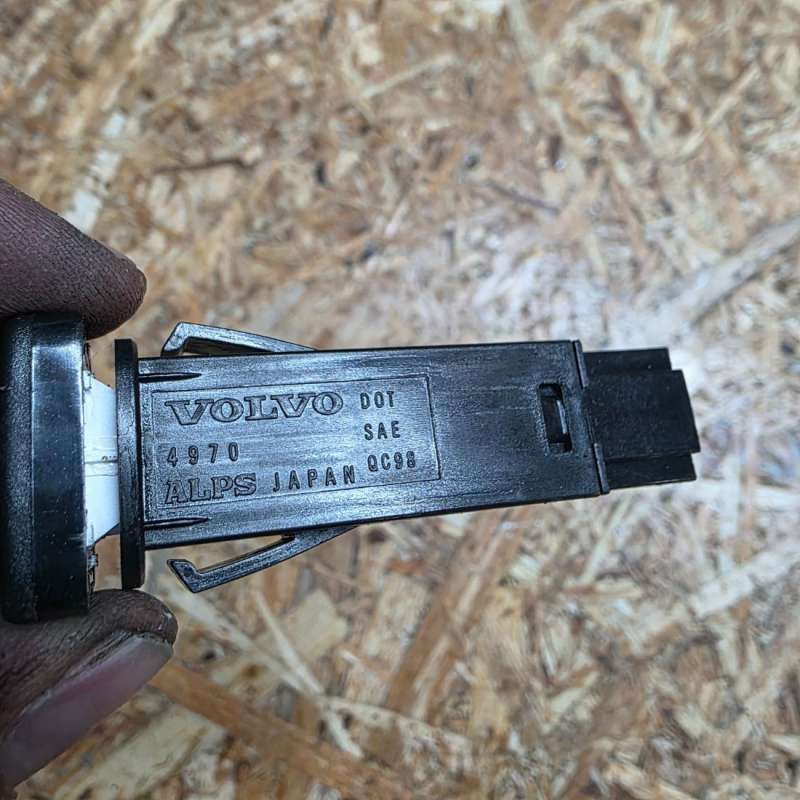 VOLVO DOT
4970 SAE
ALPS JAPAN QC98